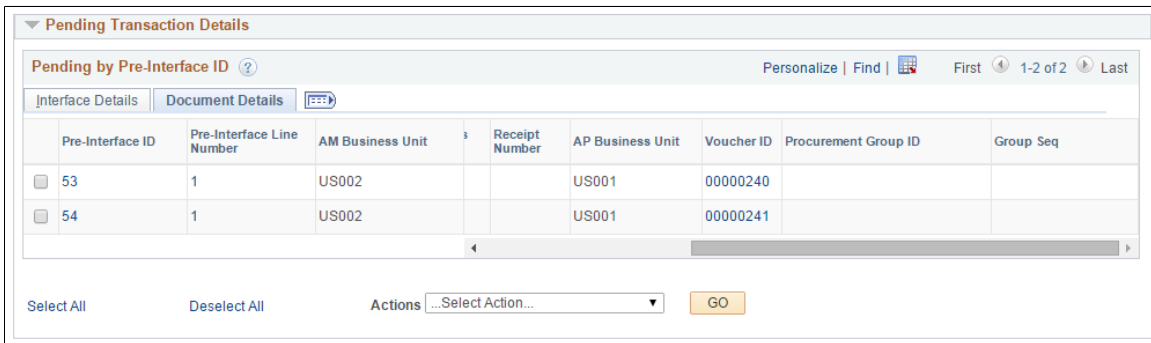 Pending Transaction Details
Pending by Pre-Interface ID ? Personalize | Find | First 1-2 of 2 Last
Interface Details Document Details
Pre-Interface ID Pre-Interface Line Number AM Business Unit s Receipt Number AP Business Unit Voucher ID Procurement Group ID Group Seq
53 1 US002 US001 00000240
54 1 US002 US001 00000241
Select All Deselect All Actions ...Select Action... GO